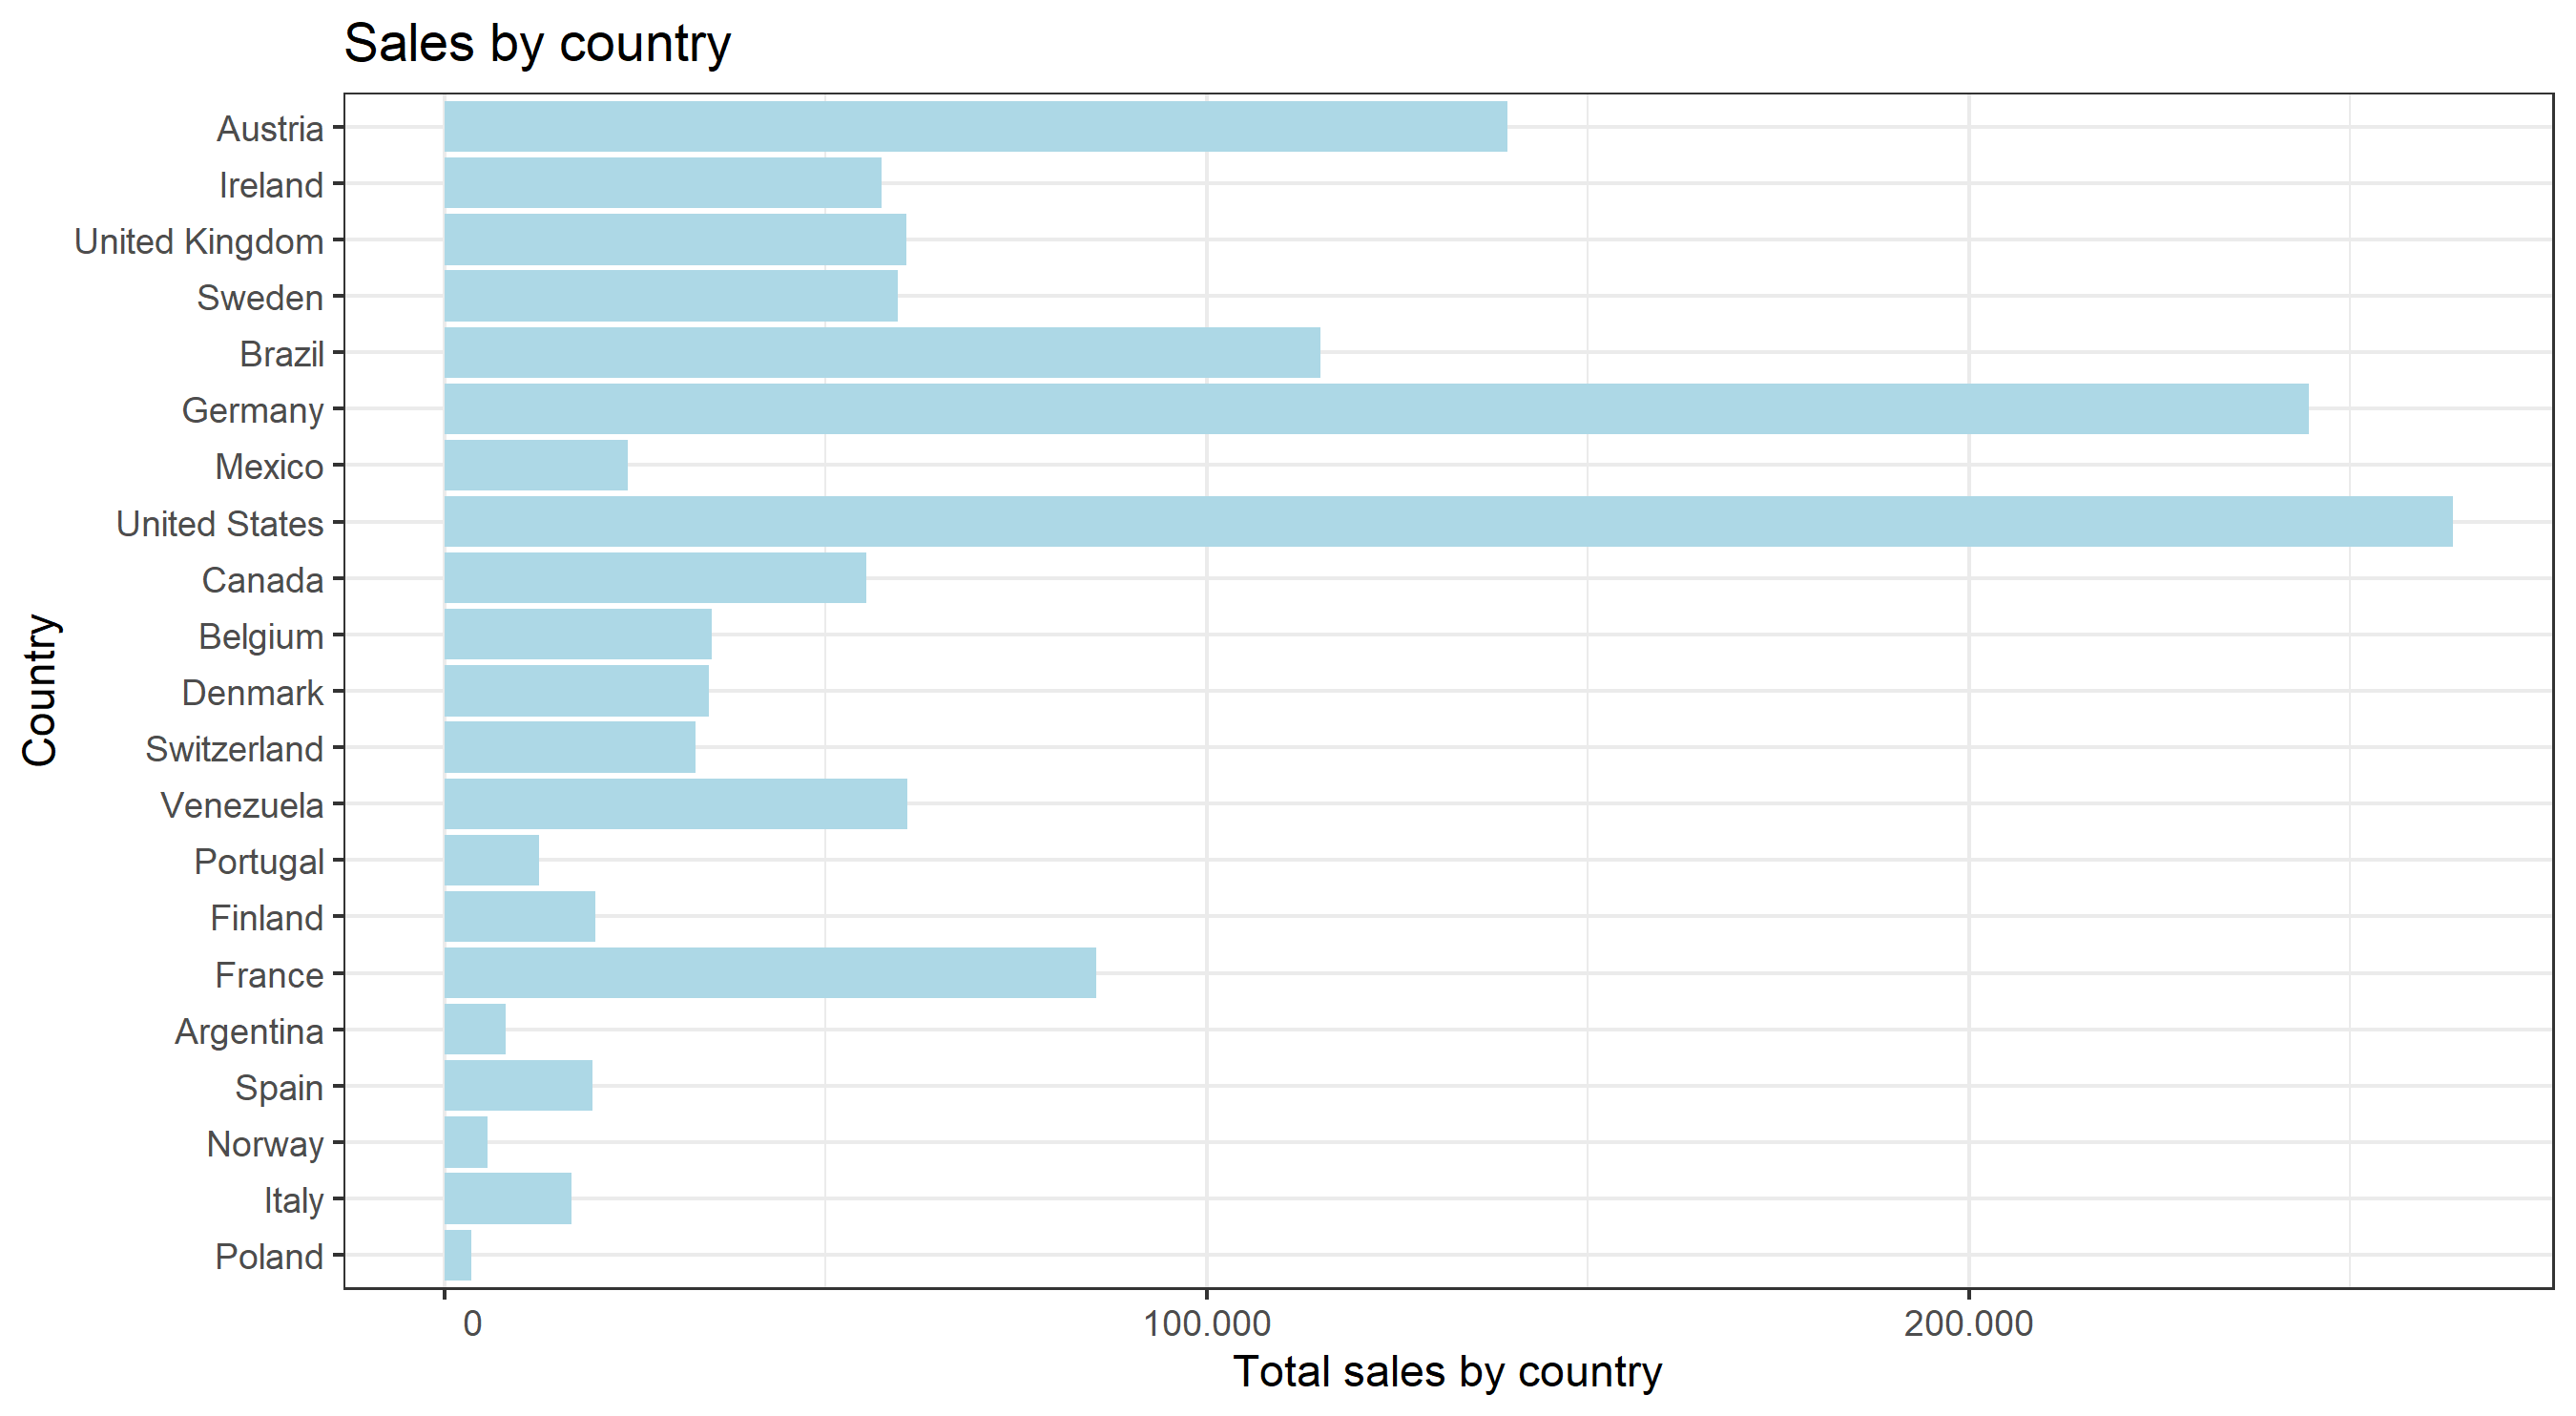 Sales by country
Austria
Ireland
United Kingdom
Sweden
Brazil
Germany
Mexico
United States
Canada
Belgium
Denmark
Switzerland
Venezuela
Portugal
Finland
France
Argentina
Spain
Norway
Italy
Poland
Country
0 100.000 200.000
Total sales by country